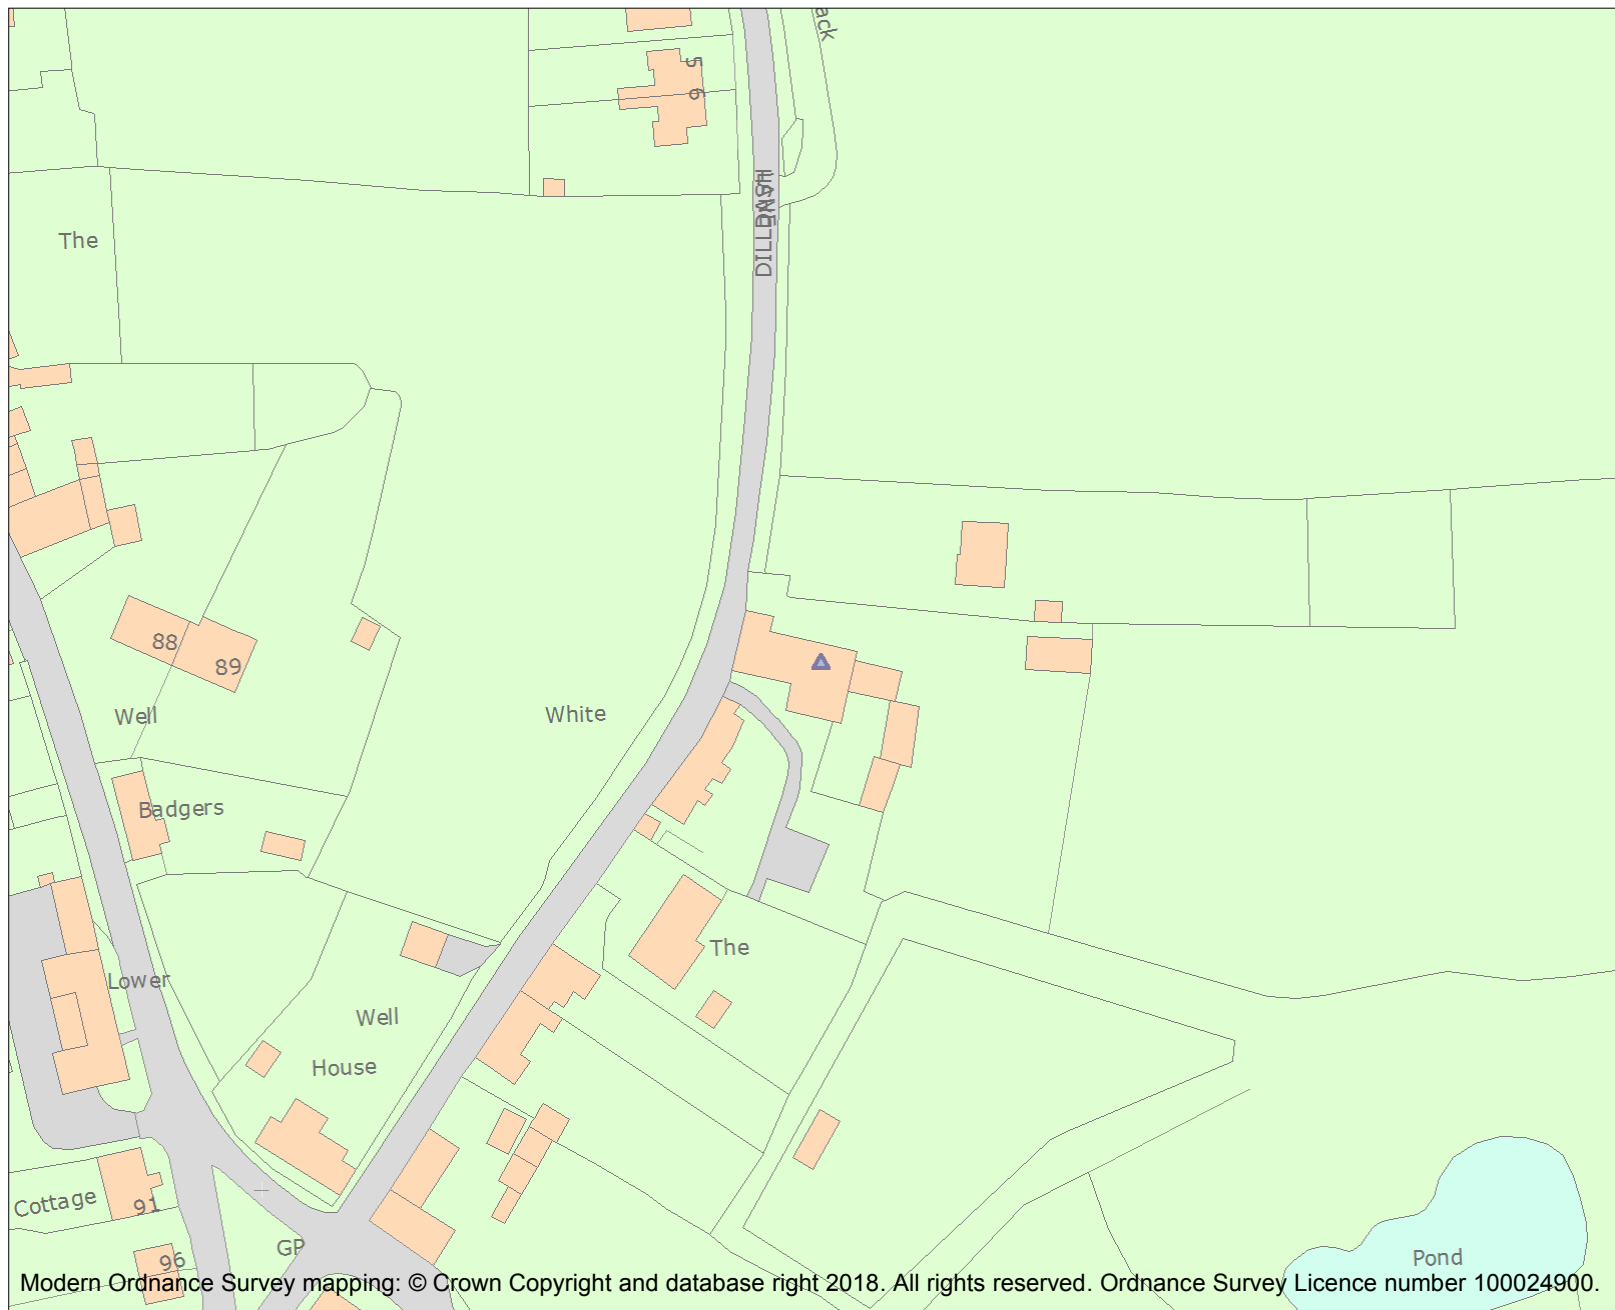 ack
5
6
DILLY LANE
The
88
89
Well
White
Badgers
The
Lower
Well
House
Cottage
91
GP
96
Pond
Modern Ordnance Survey mapping: © Crown Copyright and database right 2018. All rights reserved. Ordnance Survey Licence number 100024900.